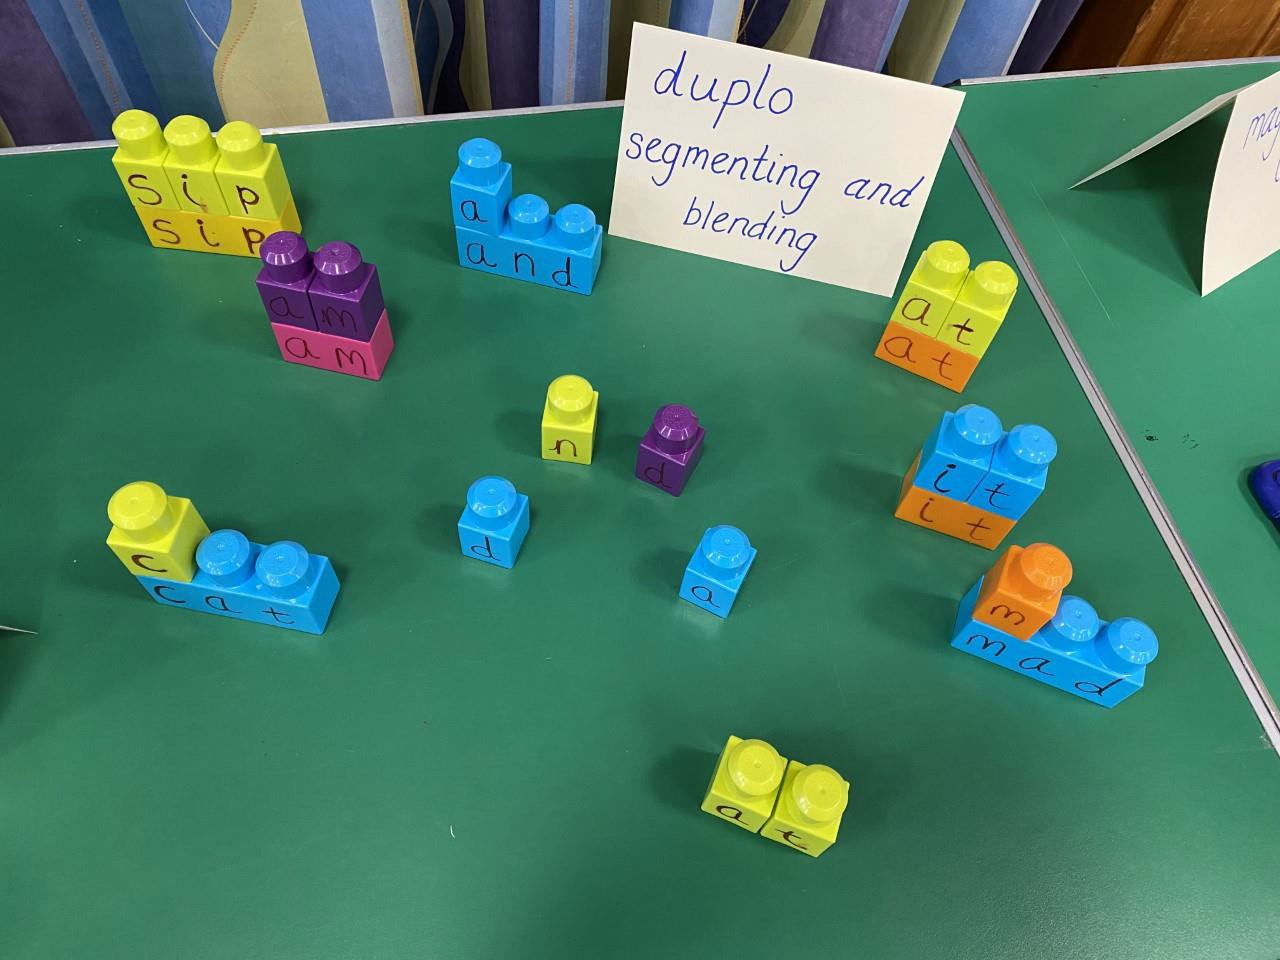 duplo
segmenting and
blending
s i p
s i p
a
a n d
a m
a m
a t
a t
n
d
i t
i t
d
a
c
c a t
m
m a d
a t